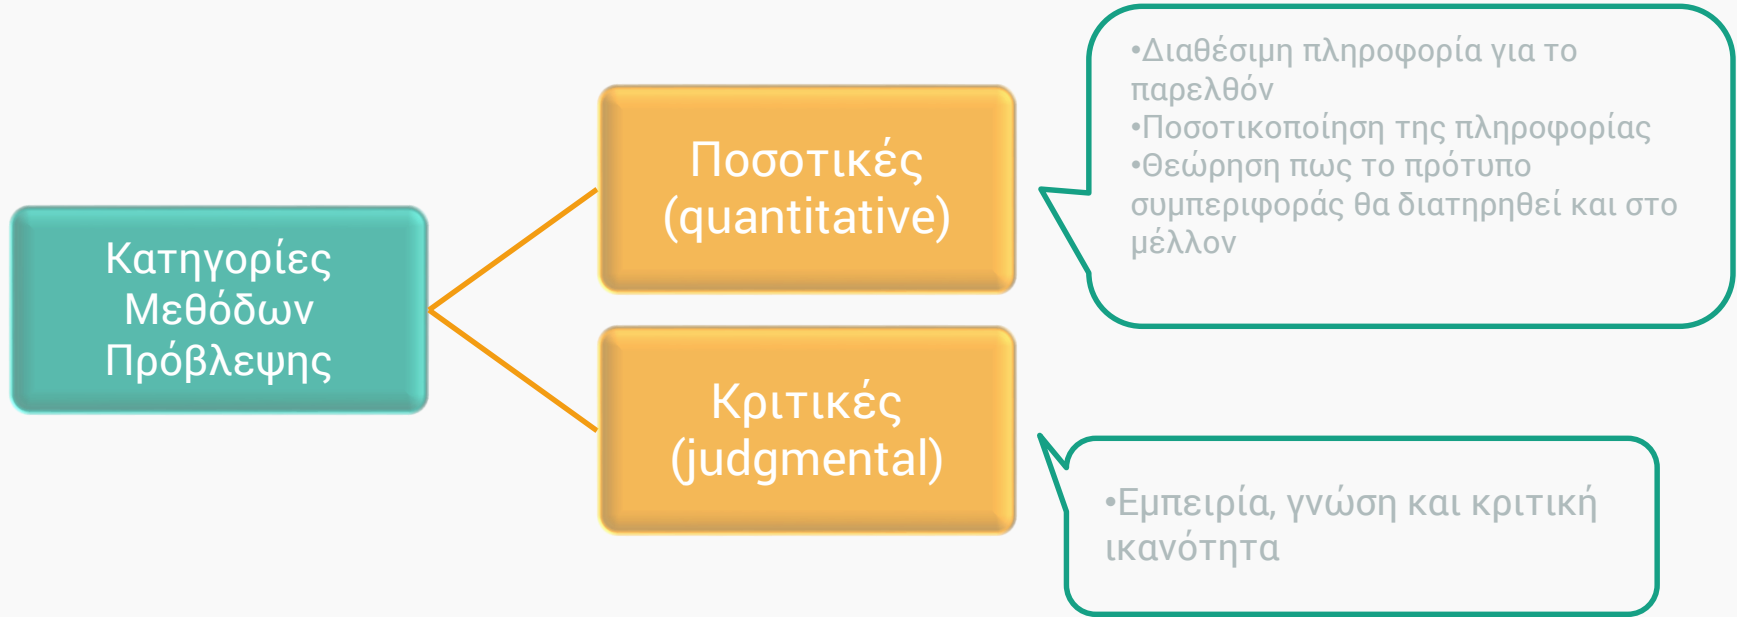 Κατηγορίες
Μεθόδων
Πρόβλεψης
Ποσοτικές
(quantitative)
•Διαθέσιμη πληροφορία για το
παρελθόν
•Ποσοτικοποίηση της πληροφορίας
•Θεώρηση πως το πρότυπο
συμπεριφοράς θα διατηρηθεί και στο
μέλλον
Κριτικές
(judgmental)
•Εμπειρία, γνώση και κριτική
ικανότητα